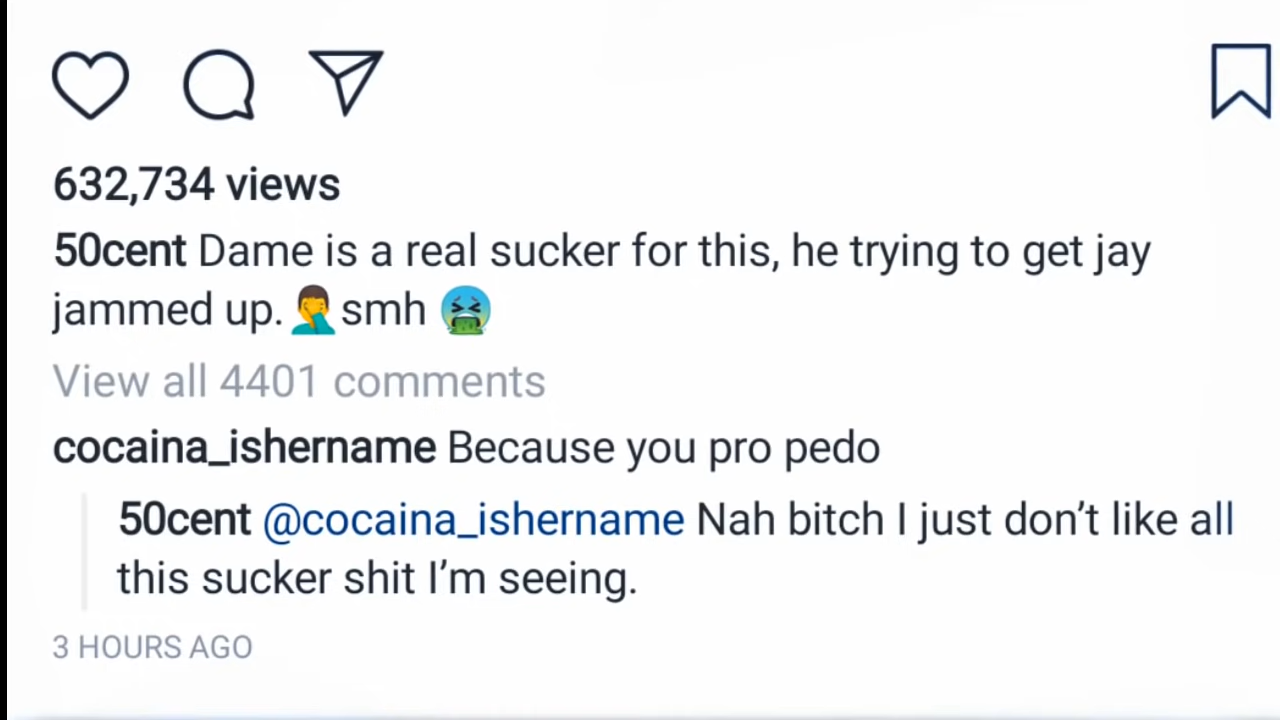 632,734 views
50cent Dame is a real sucker for this, he trying to get jay
jammed up.🤦‍♂️smh 🤮
View all 4401 comments
cocaina_ishername Because you pro pedo
50cent @cocaina_ishername Nah bitch I just don't like all
this sucker shit I'm seeing.
3 HOURS AGO